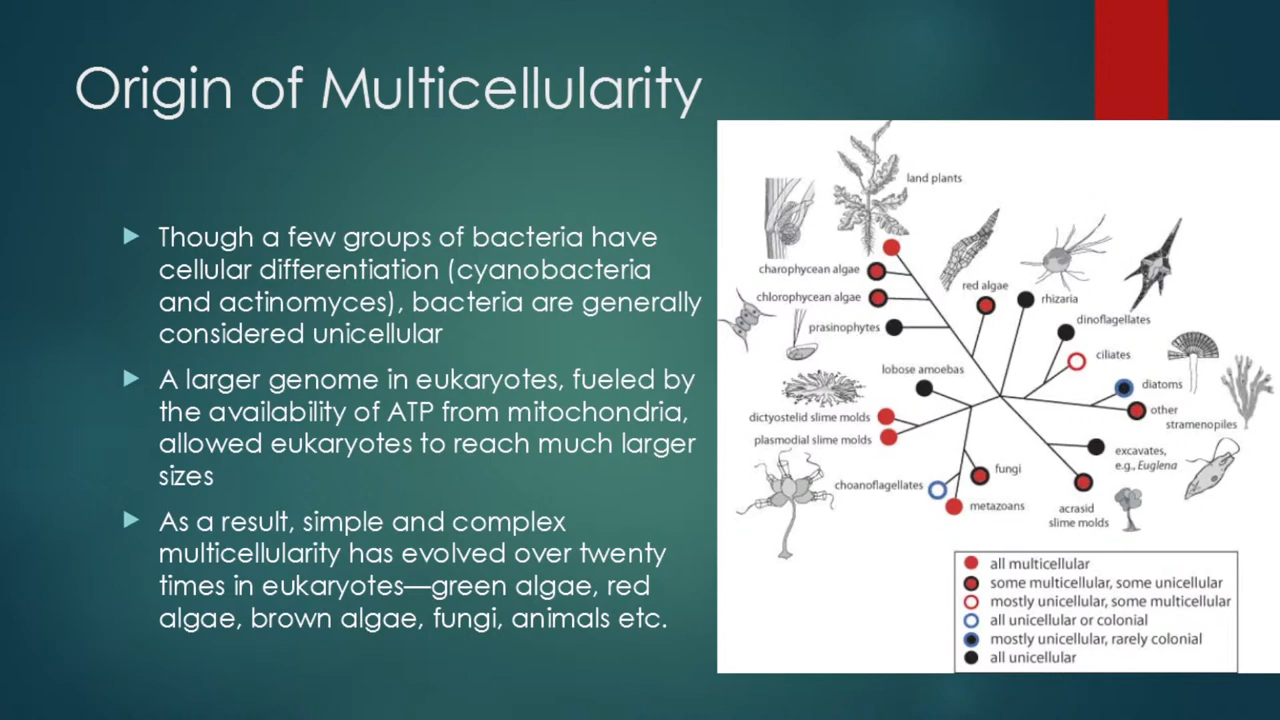 Origin of Multicellularity
Though a few groups of bacteria have
cellular differentiation (cyanobacteria
and actinomyces), bacteria are generally
considered unicellular
A larger genome in eukaryotes, fueled by
the availability of ATP from mitochondria,
allowed eukaryotes to reach much larger
sizes
As a result, simple and complex
multicellularity has evolved over twenty
times in eukaryotes—green algae, red
algae, brown algae, fungi, animals etc.
land plants
charophycean algae
chlorophycean algae
prasinophytes
red algae
rhizaria
dinoflagellates
ciliates
diatoms
other
stramenopiles
lobose amoebas
dictyostelid slime molds
plasmodial slime molds
excavates,
e.g., Euglena
fungi
choanoflagellates
metazoans
acrasid
slime molds
all multicellular
some multicellular, some unicellular
mostly unicellular, some multicellular
all unicellular or colonial
mostly unicellular, rarely colonial
all unicellular